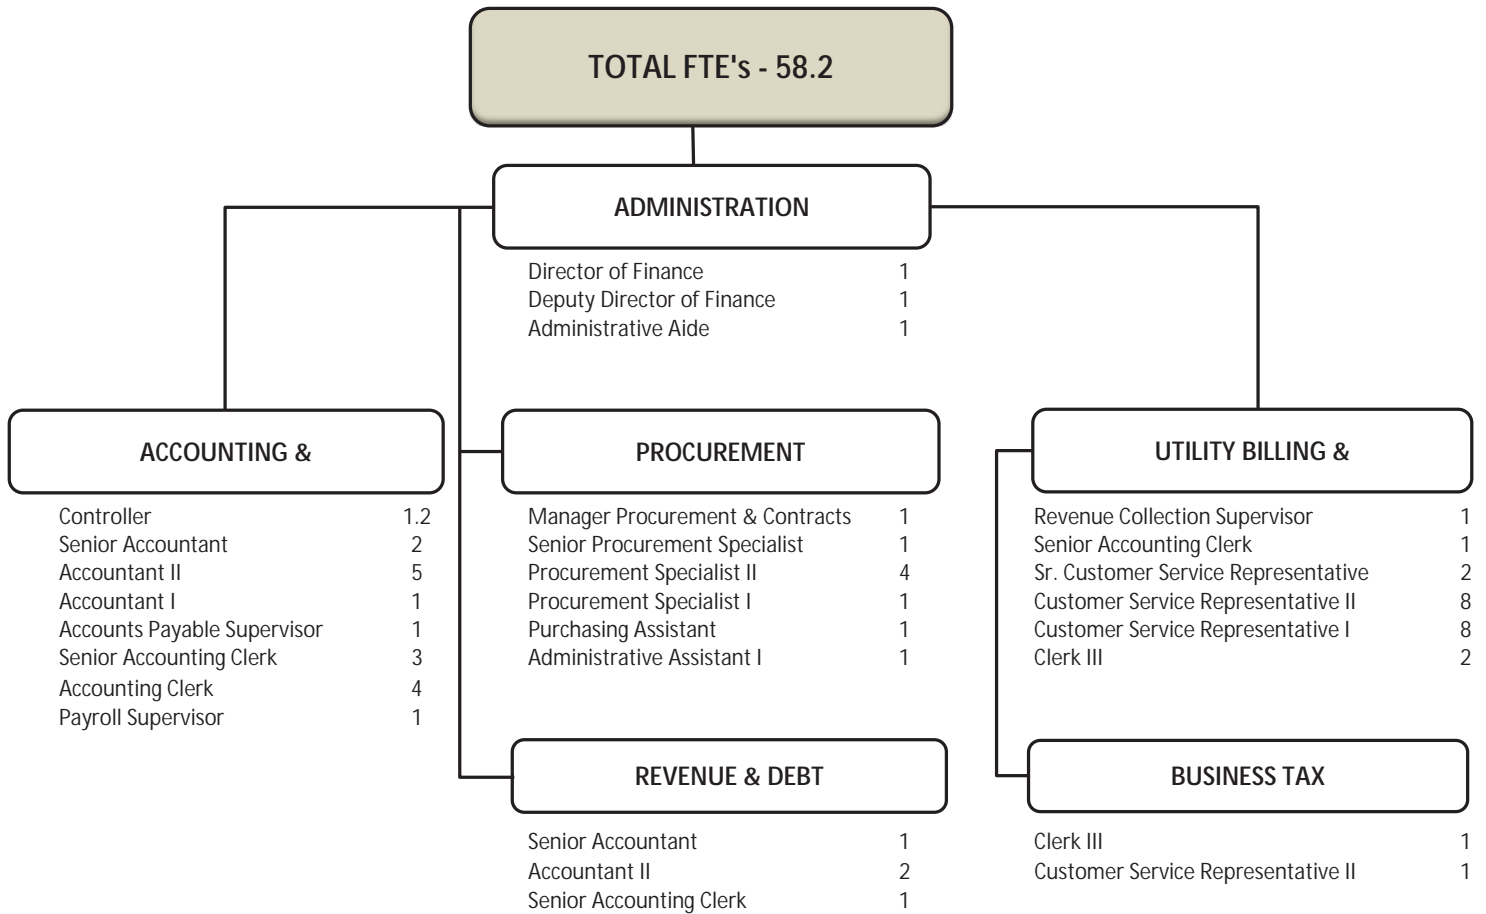 TOTAL FTE's - 58.2
ADMINISTRATION
Director of Finance 1
Deputy Director of Finance 1
Administrative Aide 1
ACCOUNTING &
Controller 1.2
Senior Accountant 2
Accountant II 5
Accountant I 1
Accounts Payable Supervisor 1
Senior Accounting Clerk 3
Accounting Clerk 4
Payroll Supervisor 1
PROCUREMENT
Manager Procurement & Contracts 1
Senior Procurement Specialist 1
Procurement Specialist II 4
Procurement Specialist I 1
Purchasing Assistant 1
Administrative Assistant I 1
REVENUE & DEBT
Senior Accountant 1
Accountant II 2
Senior Accounting Clerk 1
UTILITY BILLING &
Revenue Collection Supervisor 1
Senior Accounting Clerk 1
Sr. Customer Service Representative 2
Customer Service Representative II 8
Customer Service Representative I 8
Clerk III 2
BUSINESS TAX
Clerk III 1
Customer Service Representative II 1